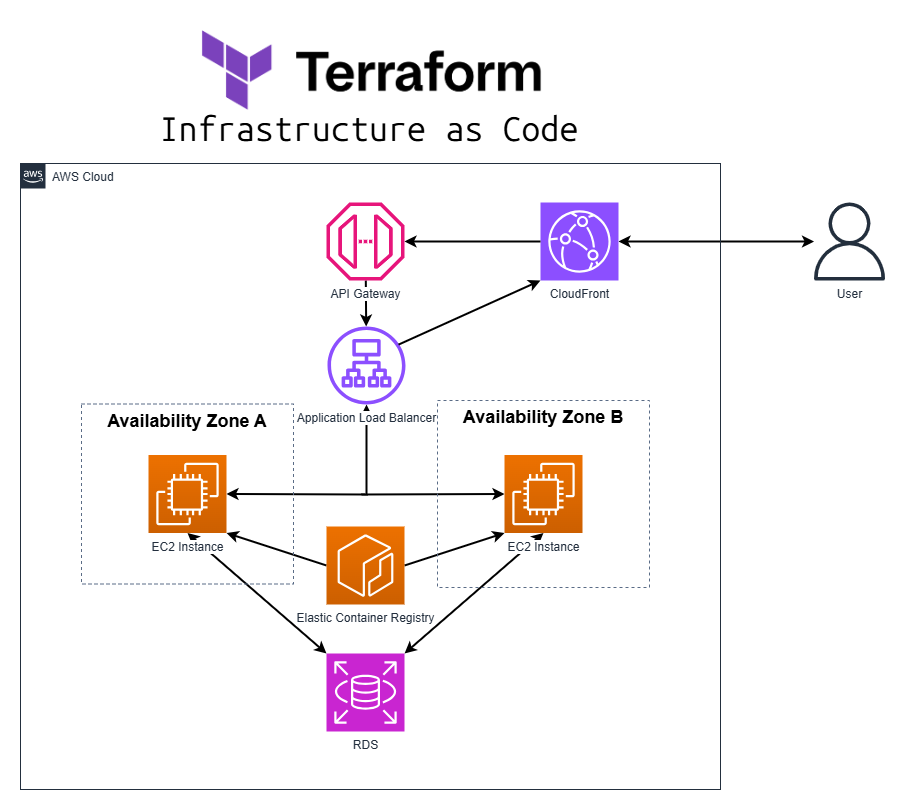 Terraform
Infrastructure as Code
aws
AWS Cloud
API Gateway
CloudFront
User
Application Load Balancer
Availability Zone A
Availability Zone B
EC2 Instance
EC2 Instance
Elastic Container Registry
RDS